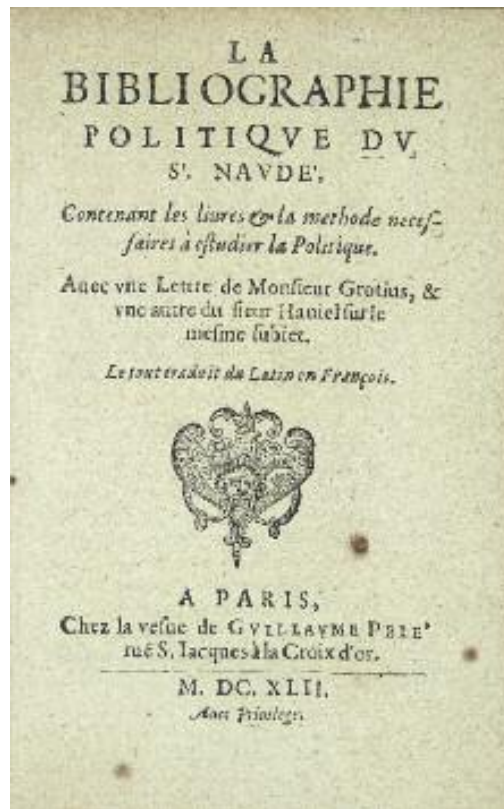 LA
BIBLIOGRAPHIE
POLITIQVE DV
Sr. NAVDE'.
Contenant les liures & la methode neces-
saires à estudier la Politique.
Auec vne Lettre de Monsieur Grotius, &
vne autre du sieur Haniel sur le
mesme subiet.
Le tout traduit du Latin en François.
A PARIS,
Chez la vefue de GVILLAVME PELE'
ruë S. Iacques à la Croix d'or.
M. DC. XLII.
Auec Priuilege.